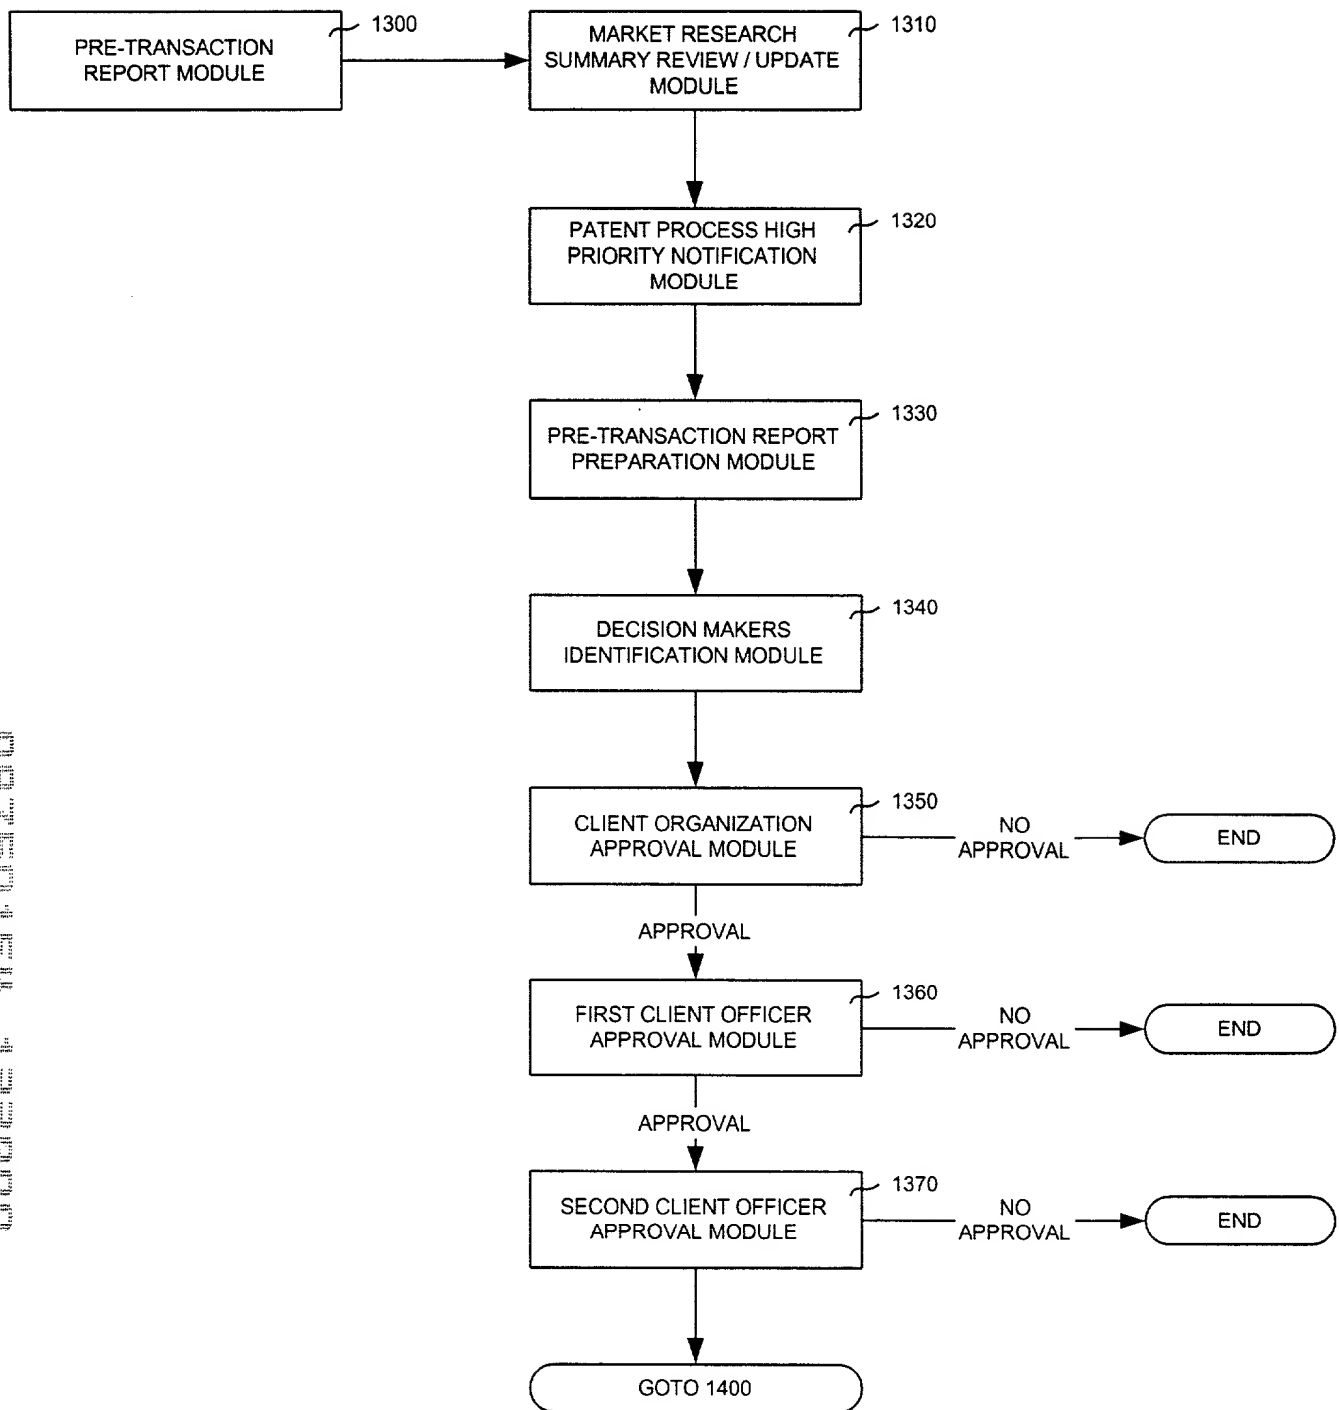 PRE-TRANSACTION
REPORT MODULE
1300
MARKET RESEARCH
SUMMARY REVIEW / UPDATE
MODULE
1310
PATENT PROCESS HIGH
PRIORITY NOTIFICATION
MODULE
1320
PRE-TRANSACTION REPORT
PREPARATION MODULE
1330
DECISION MAKERS
IDENTIFICATION MODULE
1340
CLIENT ORGANIZATION
APPROVAL MODULE
1350
NO
APPROVAL
END
APPROVAL
FIRST CLIENT OFFICER
APPROVAL MODULE
1360
NO
APPROVAL
END
APPROVAL
SECOND CLIENT OFFICER
APPROVAL MODULE
1370
NO
APPROVAL
END
GOTO 1400